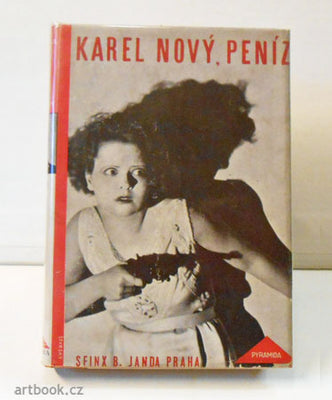 KAREL NOVÝ, PENÍZ
SFINX B. JANDA PRAHA
PYRAMIDA
artbook.cz